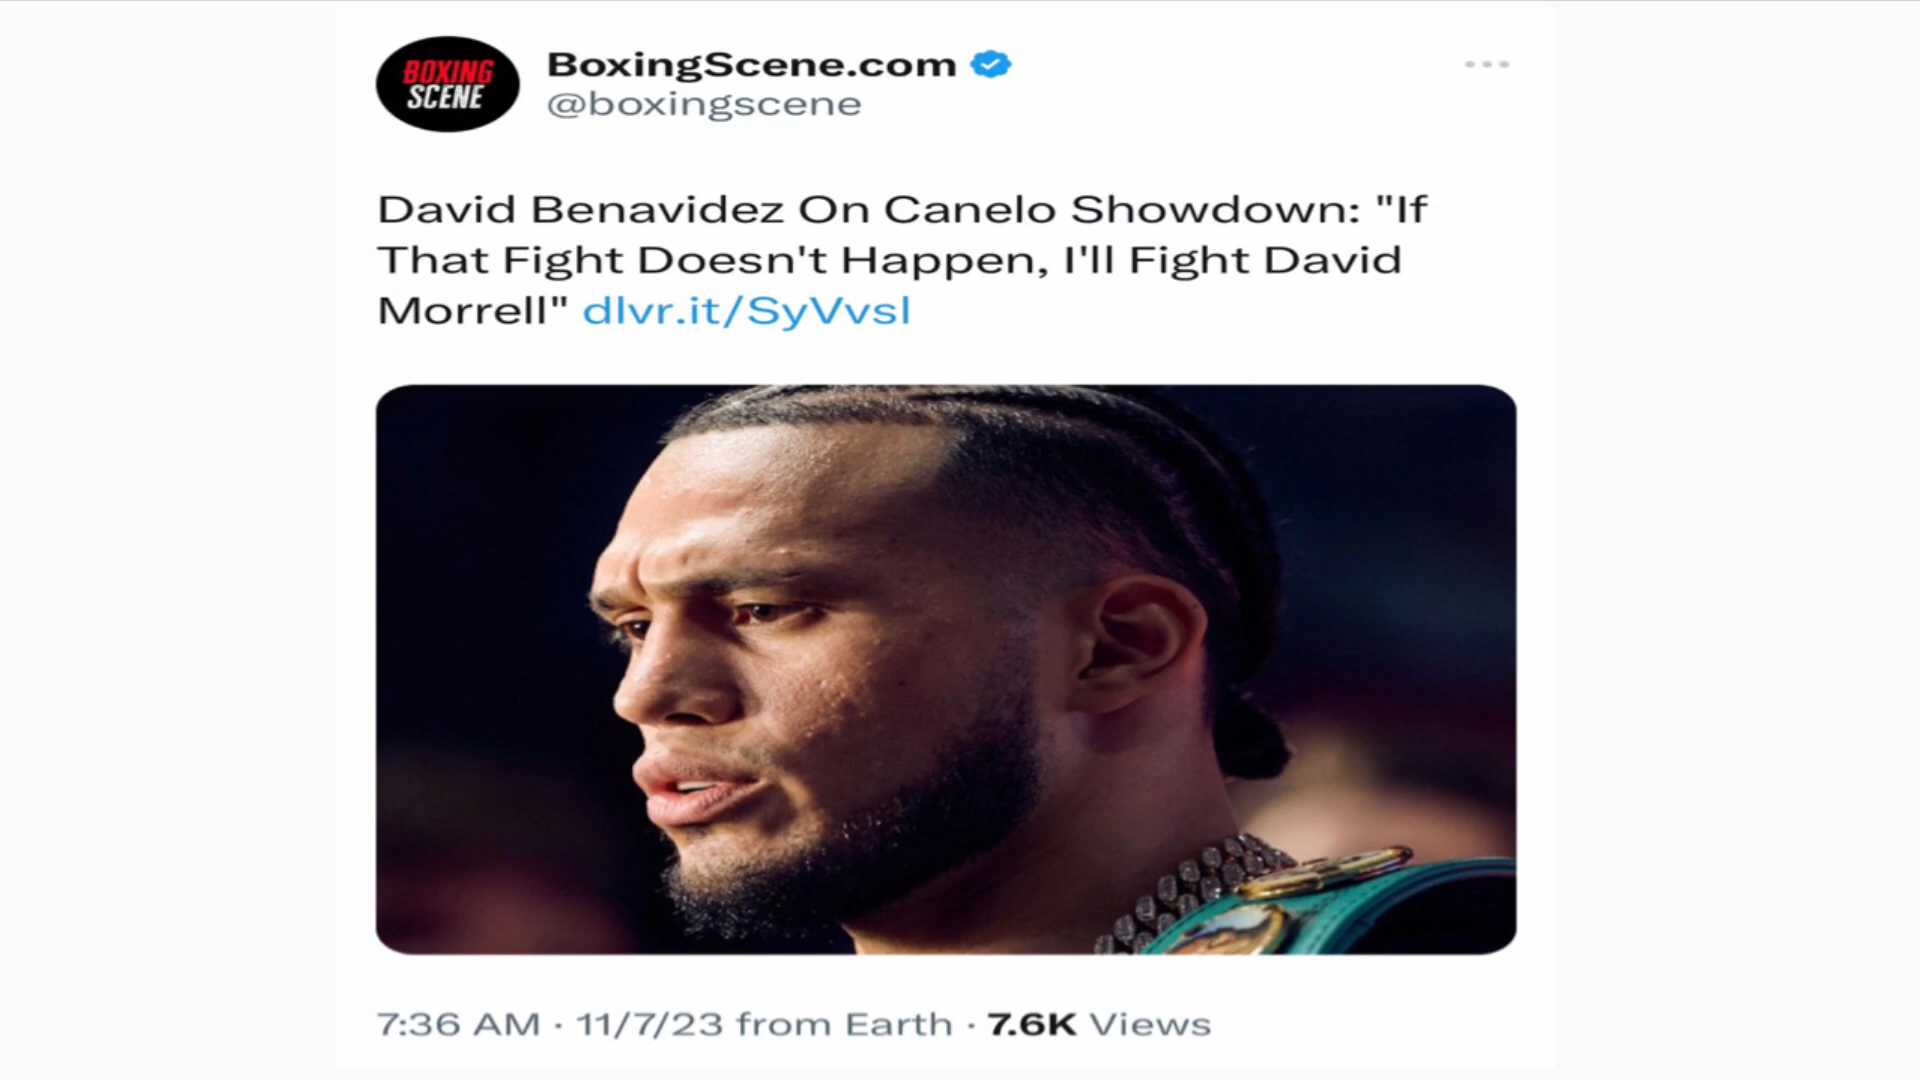 BOXING
SCENE
BoxingScene.com
@boxingscene
David Benavidez On Canelo Showdown: "If
That Fight Doesn't Happen, I'll Fight David
Morrell" dlvr.it/SyVvsl
7:36 AM · 11/7/23 from Earth · 7.6K Views